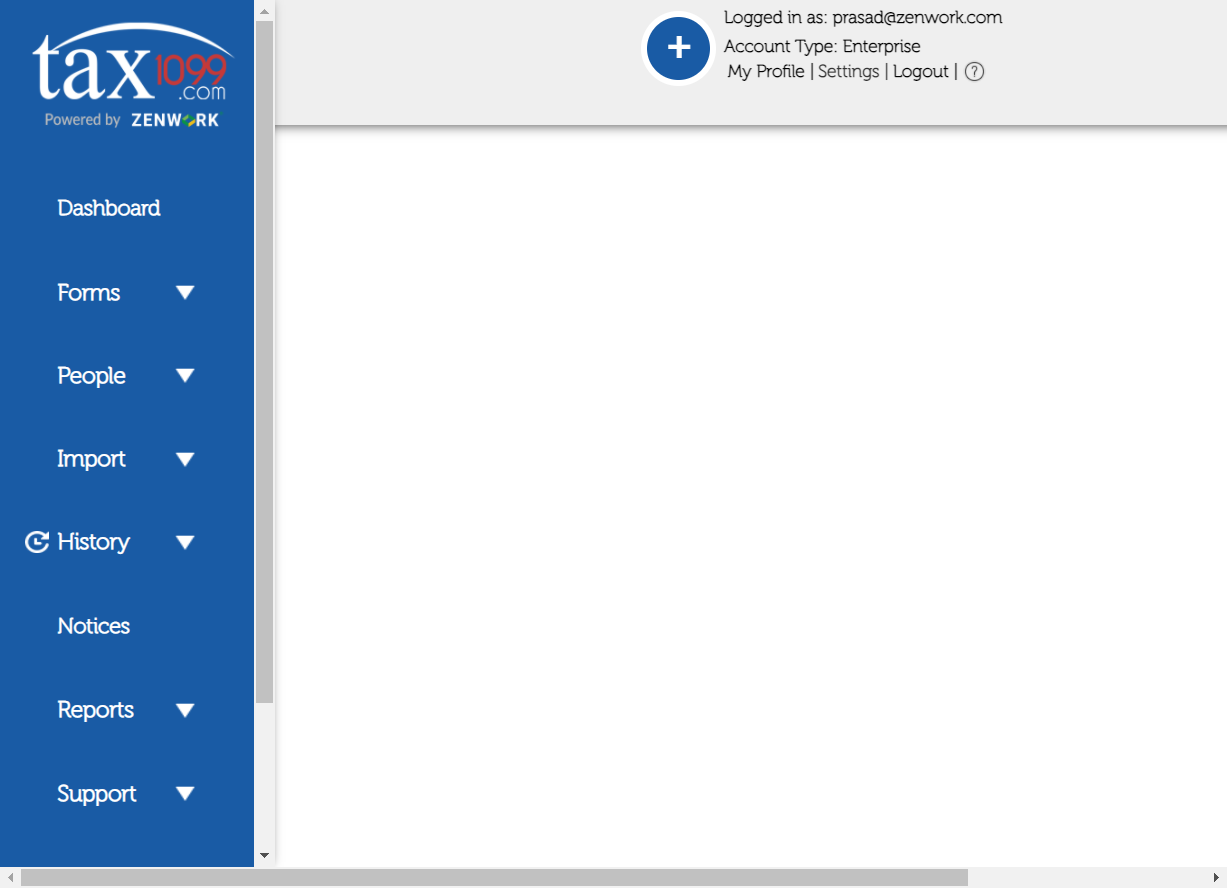 tax1099
.com
Powered by ZENWORK
Logged in as: prasad@zenwork.com
Account Type: Enterprise
My Profile | Settings | Logout | ?
Dashboard
Forms
People
Import
History
Notices
Reports
Support